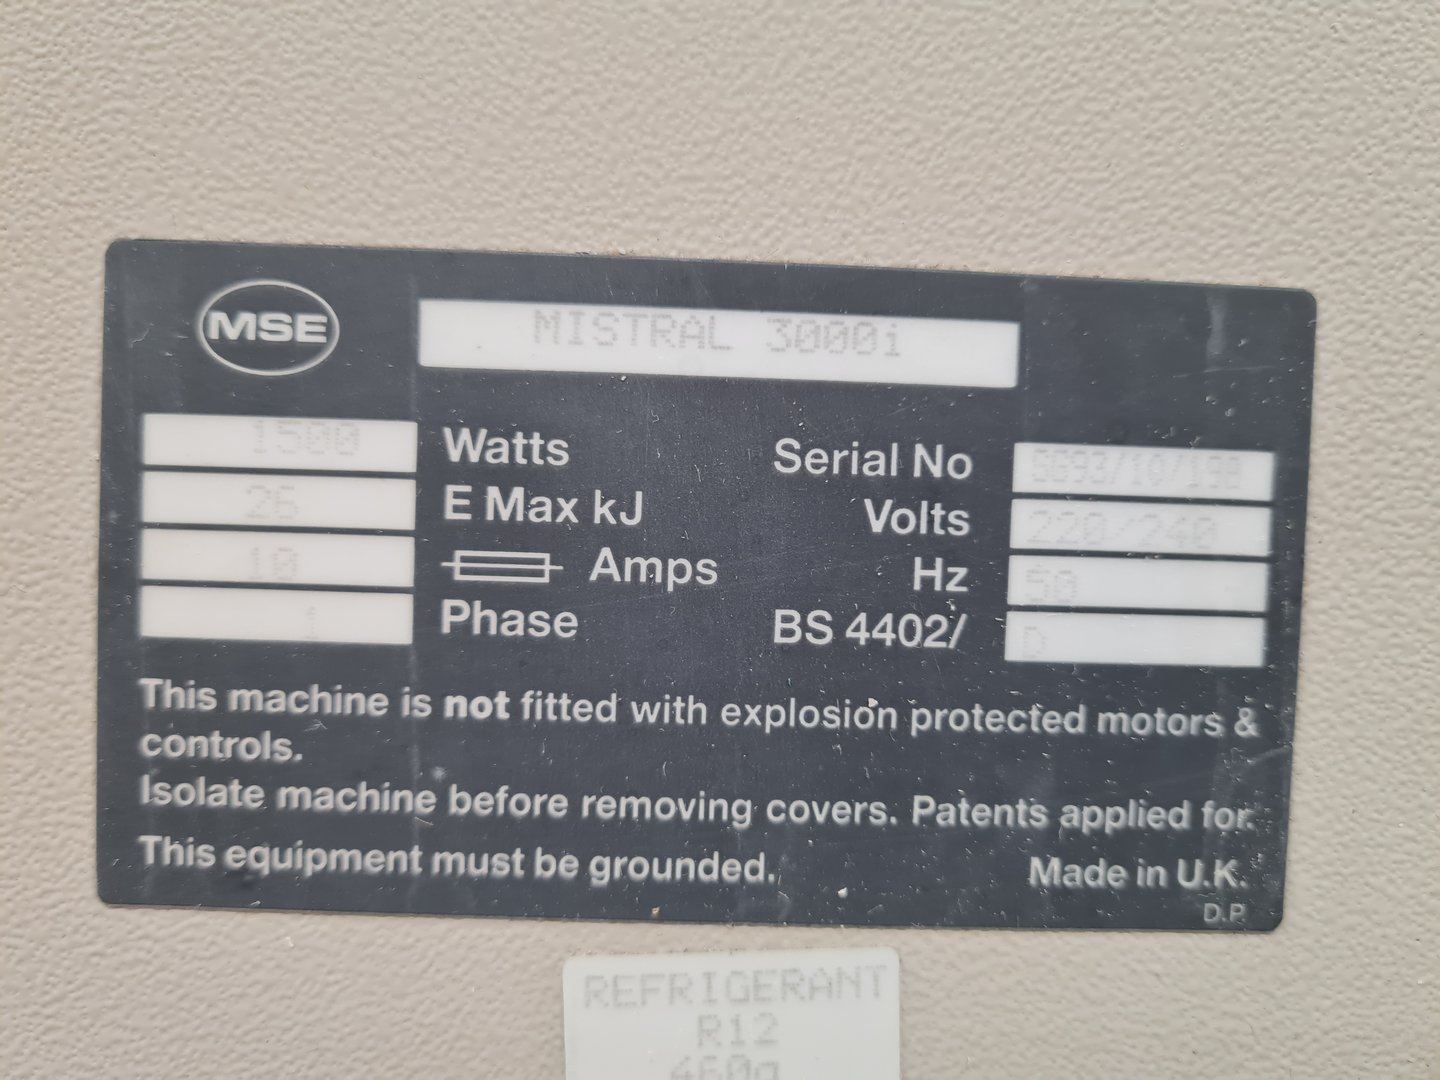 MSE
MISTRAL 3000i
1500 Watts
26 E Max kJ
10 Amps
1 Phase
Serial No
Volts 220/240
Hz 50
BS 4402/ D
This machine is not fitted with explosion protected motors &
controls.
Isolate machine before removing covers. Patents applied for.
This equipment must be grounded. Made in U.K.
D.P.
REFRIGERANT
R12
460g